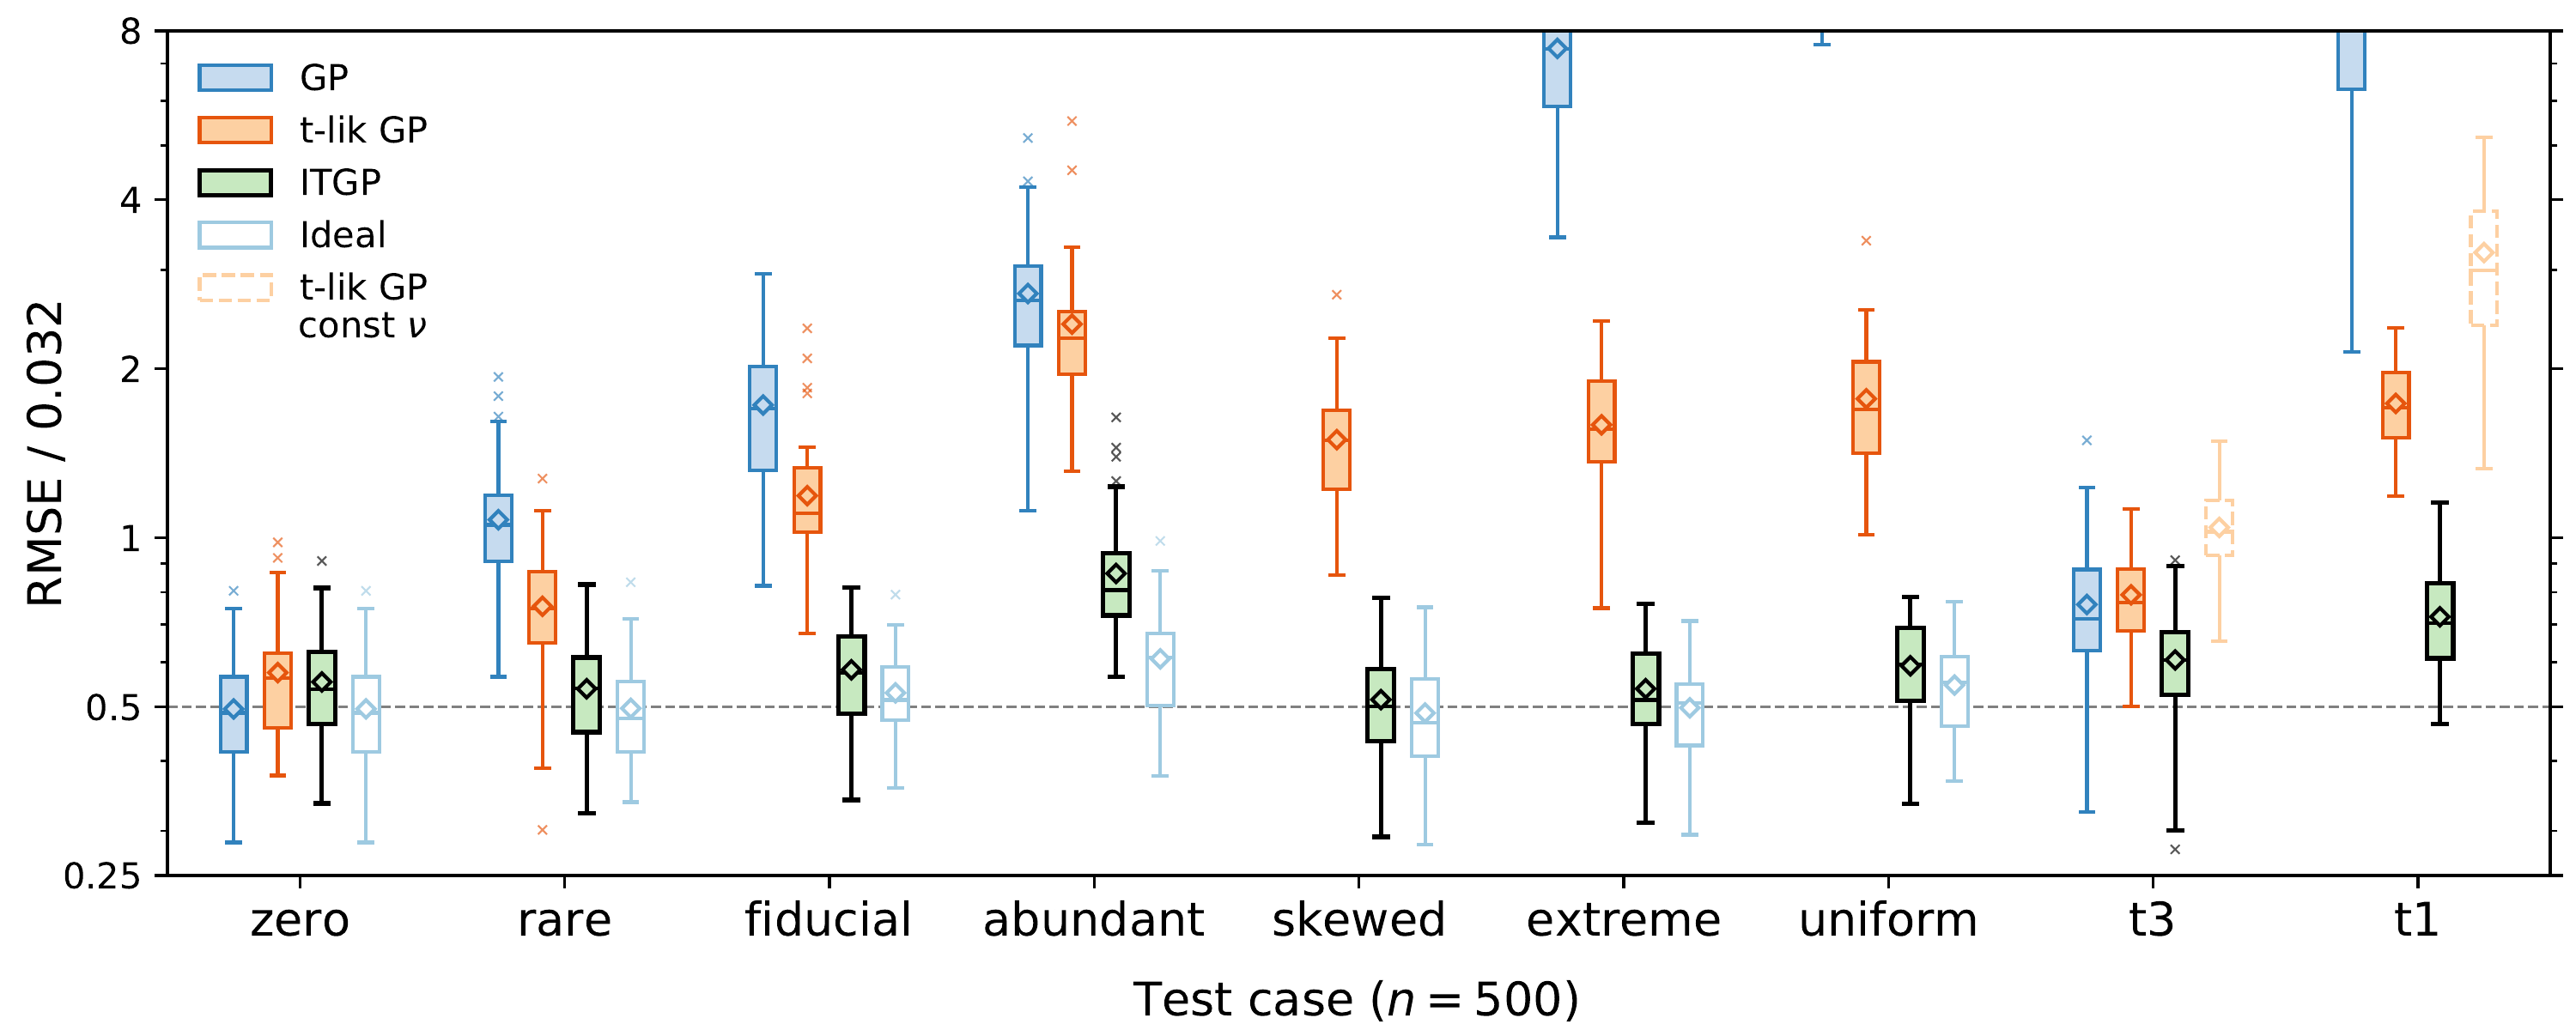 8
4
2
1
0.5
0.25
RMSE / 0.032
GP
t-lik GP
ITGP
Ideal
t-lik GP
const ν
zero
rare
fiducial
abundant
skewed
extreme
uniform
t3
t1
Test case (n = 500)